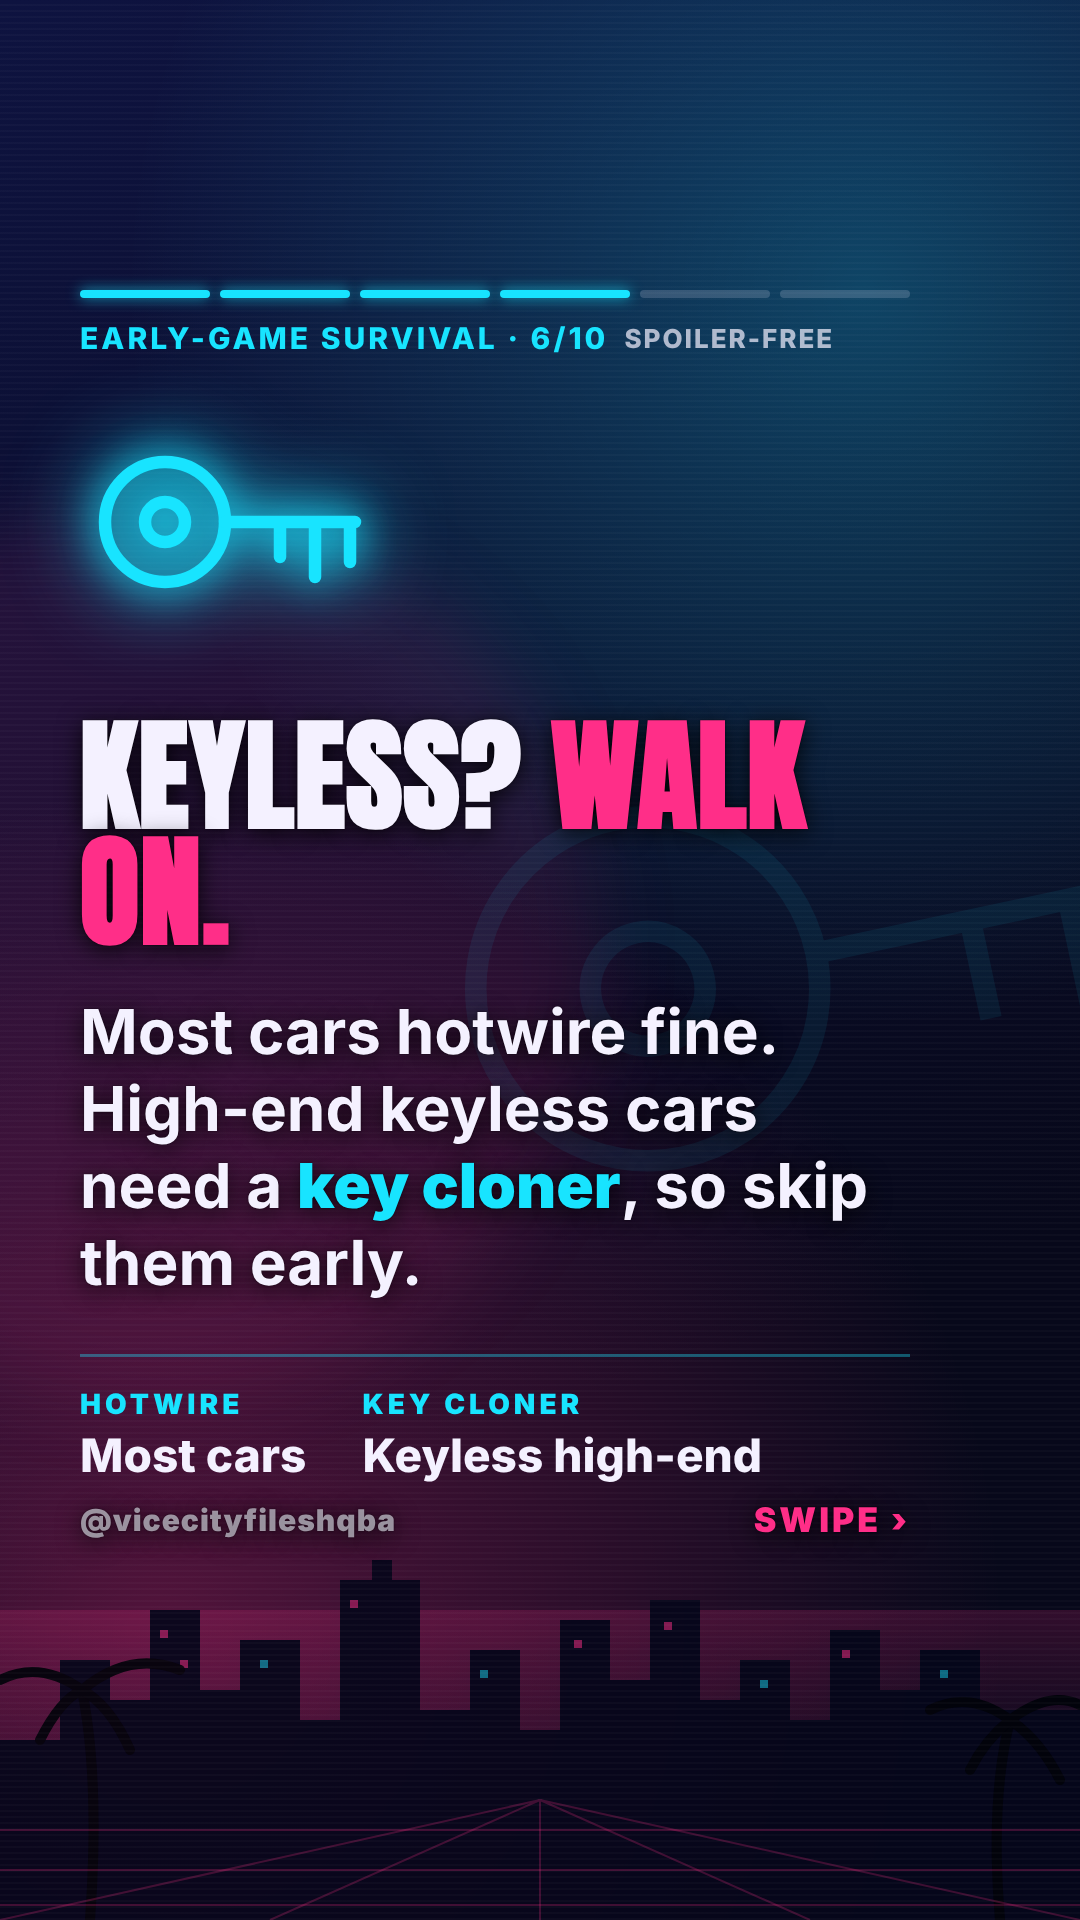 EARLY-GAME SURVIVAL · 6/10 SPOILER-FREE
KEYLESS? WALK
ON.
Most cars hotwire fine.
High-end keyless cars
need a key cloner, so skip
them early.
HOTWIRE KEY CLONER
Most cars Keyless high-end
@vicecityfileshqba SWIPE ›